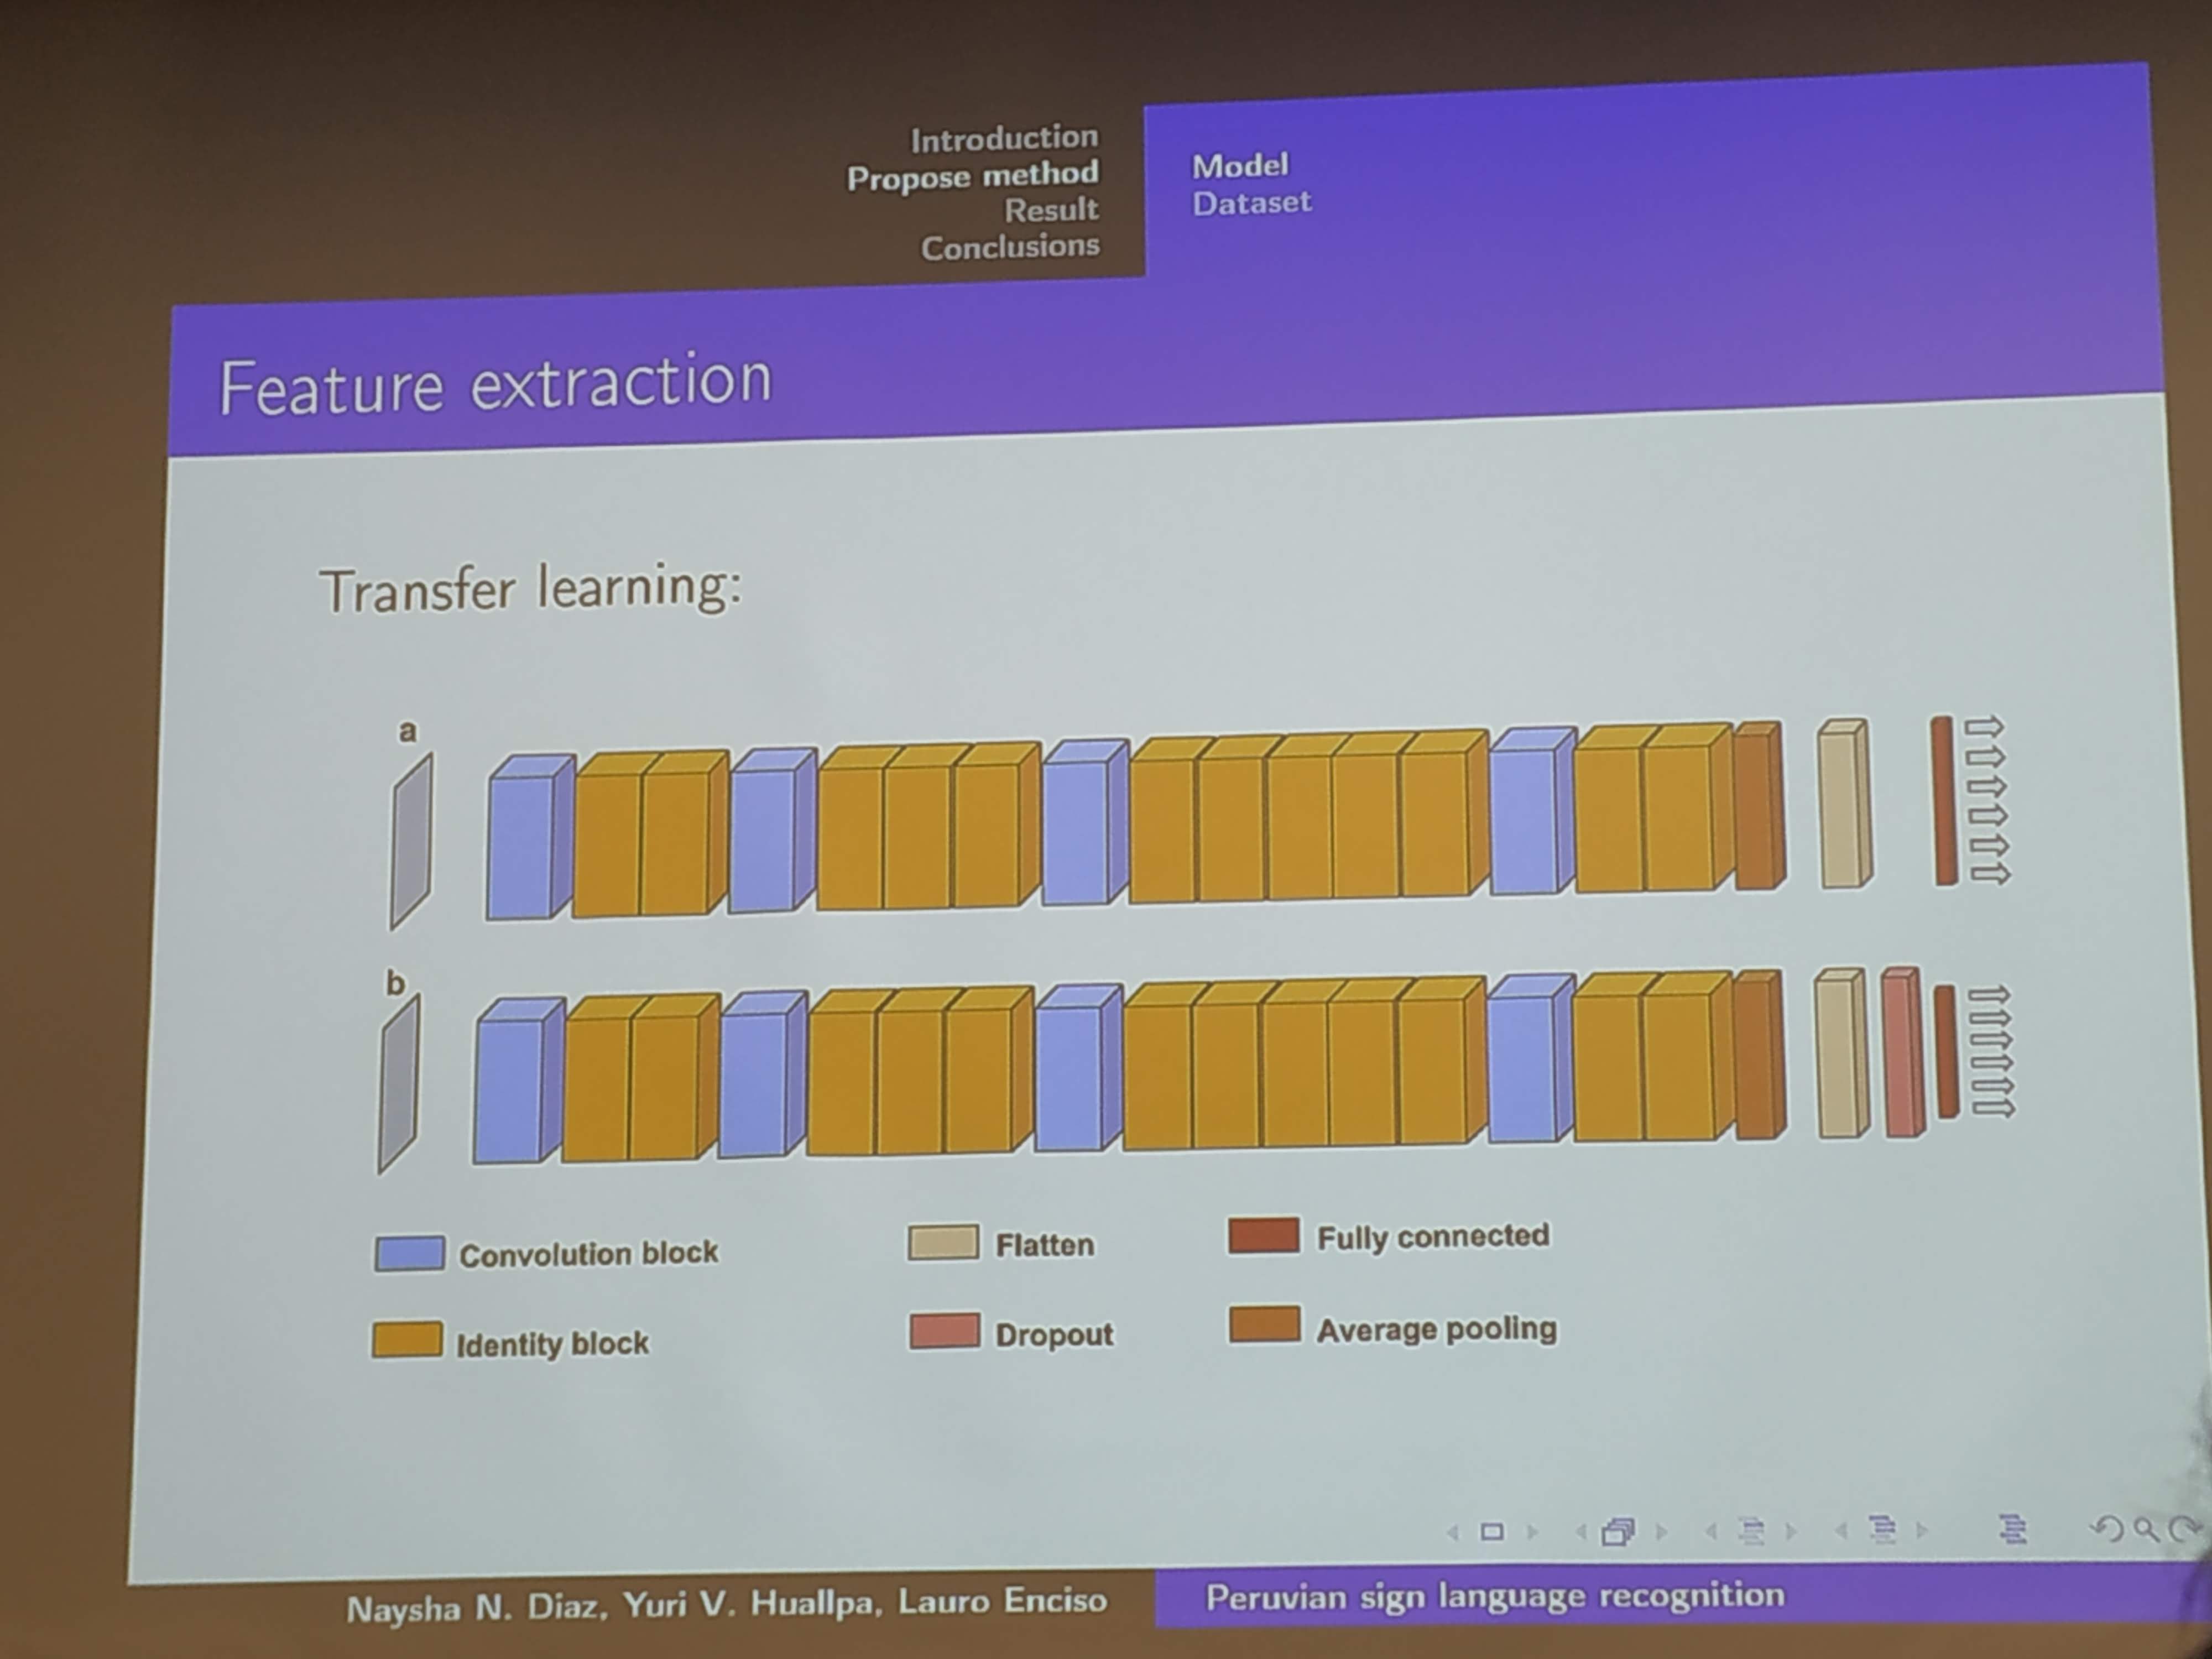 Introduction
Propose method
Result
Conclusions
Model
Dataset
Feature extraction
Transfer learning:
a
b
Convolution block
Flatten
Fully connected
Identity block
Dropout
Average pooling
Naysha N. Diaz, Yuri V. Huallpa, Lauro Enciso
Peruvian sign language recognition